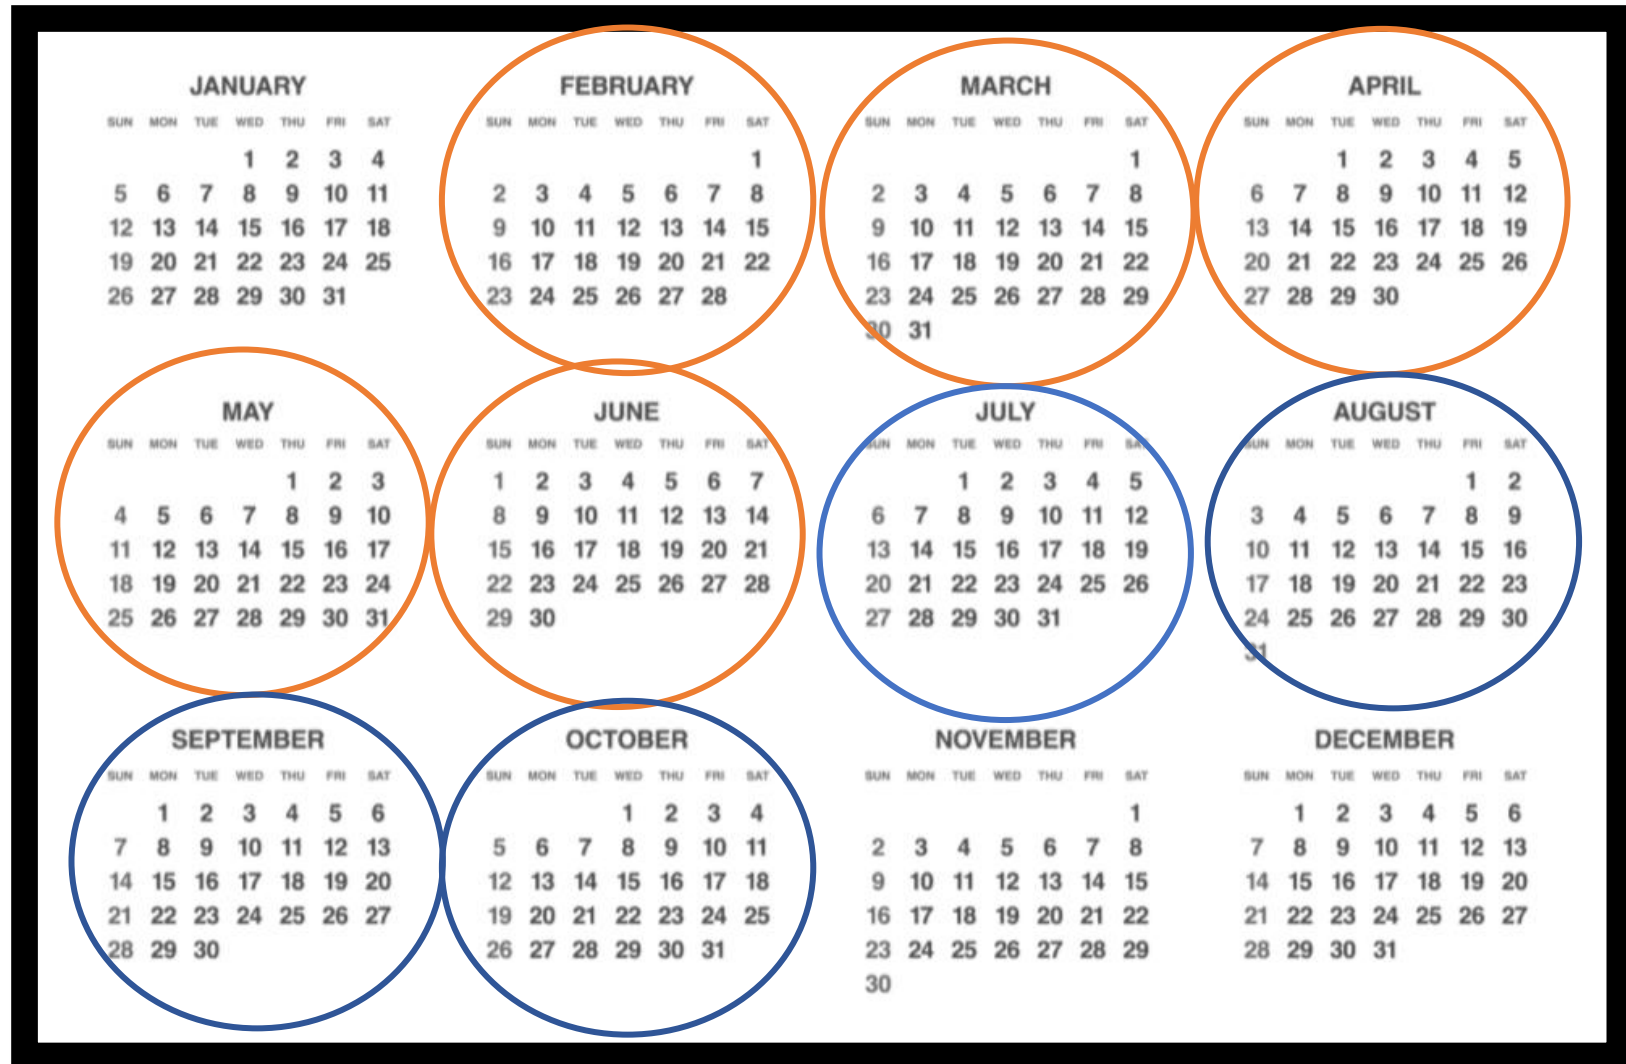 JANUARY
SUN MON TUE WED THU FRI SAT
1 2 3 4
5 6 7 8 9 10 11
12 13 14 15 16 17 18
19 20 21 22 23 24 25
26 27 28 29 30 31
FEBRUARY
SUN MON TUE WED THU FRI SAT
1
2 3 4 5 6 7 8
9 10 11 12 13 14 15
16 17 18 19 20 21 22
23 24 25 26 27 28
MARCH
SUN MON TUE WED THU FRI SAT
1
2 3 4 5 6 7 8
9 10 11 12 13 14 15
16 17 18 19 20 21 22
23 24 25 26 27 28 29
30 31
APRIL
SUN MON TUE WED THU FRI SAT
1 2 3 4 5
6 7 8 9 10 11 12
13 14 15 16 17 18 19
20 21 22 23 24 25 26
27 28 29 30
MAY
SUN MON TUE WED THU FRI SAT
1 2 3
4 5 6 7 8 9 10
11 12 13 14 15 16 17
18 19 20 21 22 23 24
25 26 27 28 29 30 31
JUNE
SUN MON TUE WED THU FRI SAT
1 2 3 4 5 6 7
8 9 10 11 12 13 14
15 16 17 18 19 20 21
22 23 24 25 26 27 28
29 30
JULY
SUN MON TUE WED THU FRI SAT
1 2 3 4 5
6 7 8 9 10 11 12
13 14 15 16 17 18 19
20 21 22 23 24 25 26
27 28 29 30 31
AUGUST
SUN MON TUE WED THU FRI SAT
1 2
3 4 5 6 7 8 9
10 11 12 13 14 15 16
17 18 19 20 21 22 23
24 25 26 27 28 29 30
31
SEPTEMBER
SUN MON TUE WED THU FRI SAT
1 2 3 4 5 6
7 8 9 10 11 12 13
14 15 16 17 18 19 20
21 22 23 24 25 26 27
28 29 30
OCTOBER
SUN MON TUE WED THU FRI SAT
1 2 3 4
5 6 7 8 9 10 11
12 13 14 15 16 17 18
19 20 21 22 23 24 25
26 27 28 29 30 31
NOVEMBER
SUN MON TUE WED THU FRI SAT
1
2 3 4 5 6 7 8
9 10 11 12 13 14 15
16 17 18 19 20 21 22
23 24 25 26 27 28 29
30
DECEMBER
SUN MON TUE WED THU FRI SAT
1 2 3 4 5 6
7 8 9 10 11 12 13
14 15 16 17 18 19 20
21 22 23 24 25 26 27
28 29 30 31